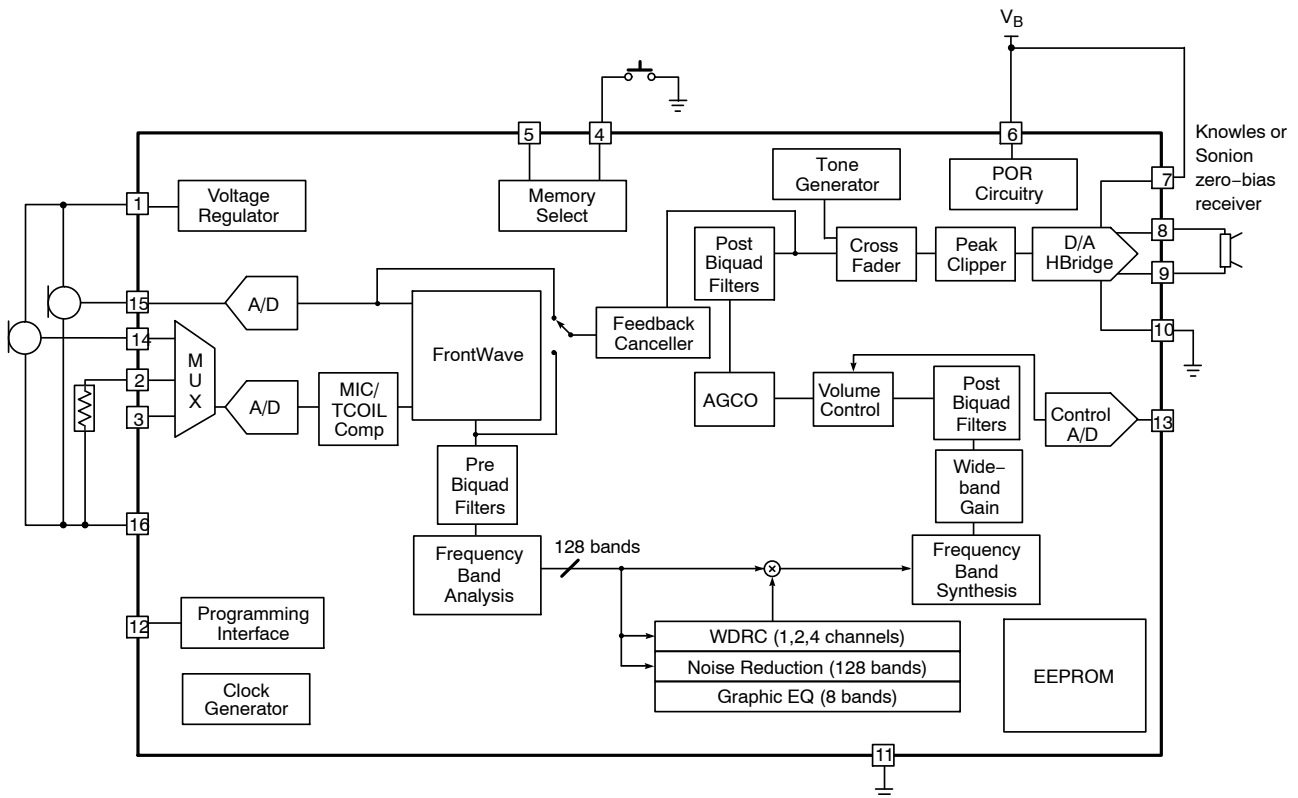 VB
5
4
6
Knowles or
Sonion
zero−bias
receiver
Tone
Generator
POR
Circuitry
7
1
Voltage
Regulator
Memory
Select
8
Post
Biquad
Filters
Cross
Fader
Peak
Clipper
D/A
HBridge
9
15
A/D
FrontWave
Feedback
Canceller
10
14
MUX
2
3
A/D
MIC/
TCOIL
Comp
AGCO
Volume
Control
Post
Biquad
Filters
Control
A/D
13
Pre
Biquad
Filters
Wide−
band
Gain
16
Frequency
Band
Analysis
128 bands
×
Frequency
Band
Synthesis
12
Programming
Interface
WDRC (1,2,4 channels)
Noise Reduction (128 bands)
Graphic EQ (8 bands)
EEPROM
Clock
Generator
11